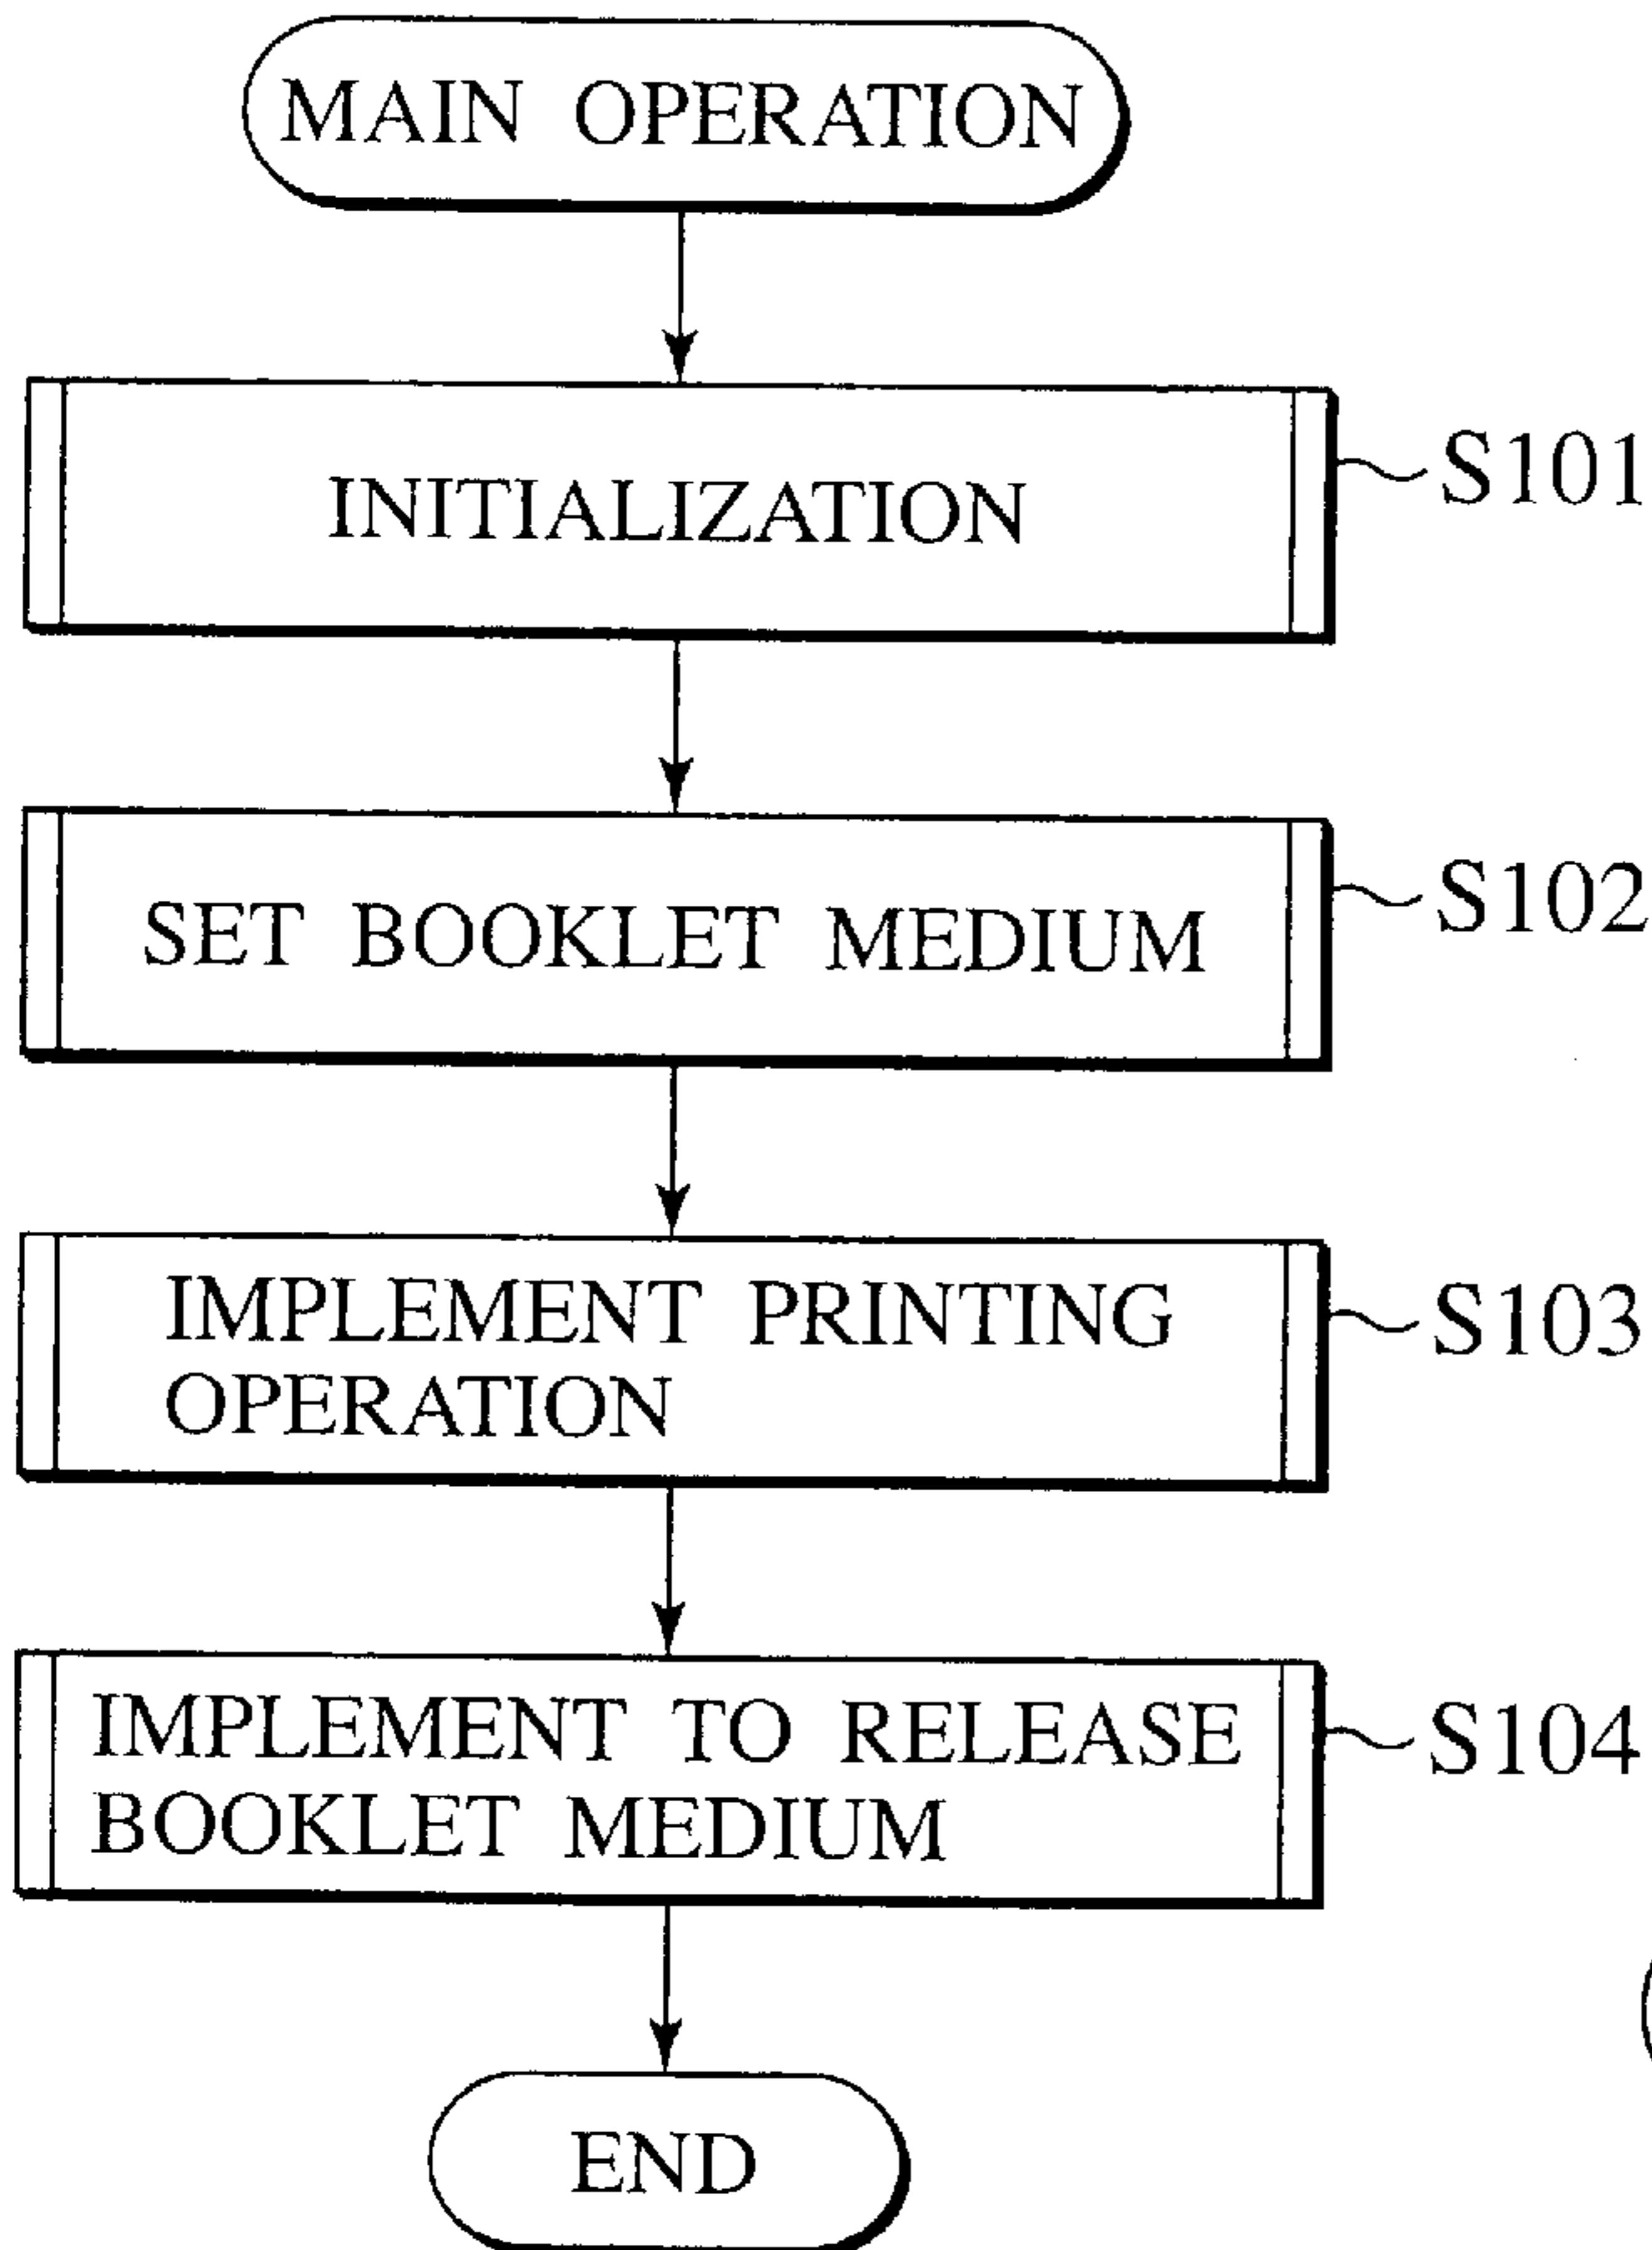 MAIN OPERATION
INITIALIZATION
S101
SET BOOKLET MEDIUM
S102
IMPLEMENT PRINTING
OPERATION
S103
IMPLEMENT TO RELEASE
BOOKLET MEDIUM
S104
END